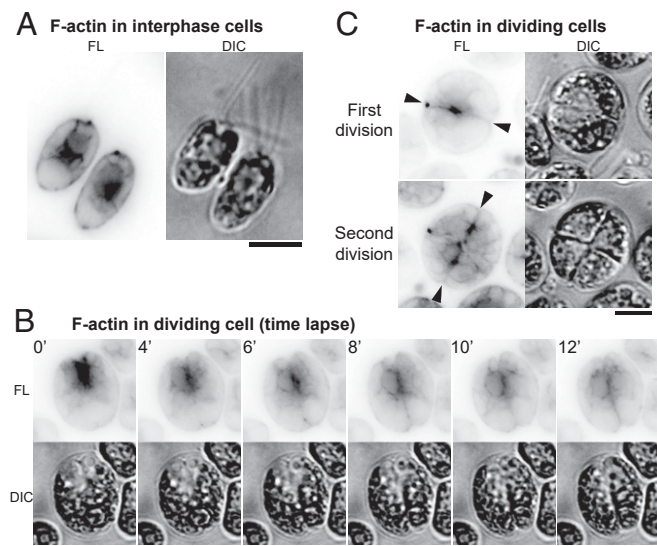 A
F-actin in interphase cells
FL
DIC
C
F-actin in dividing cells
FL
DIC
First
division
Second
division
B
F-actin in dividing cell (time lapse)
0’
4’
6’
8’
10’
12’
FL
DIC